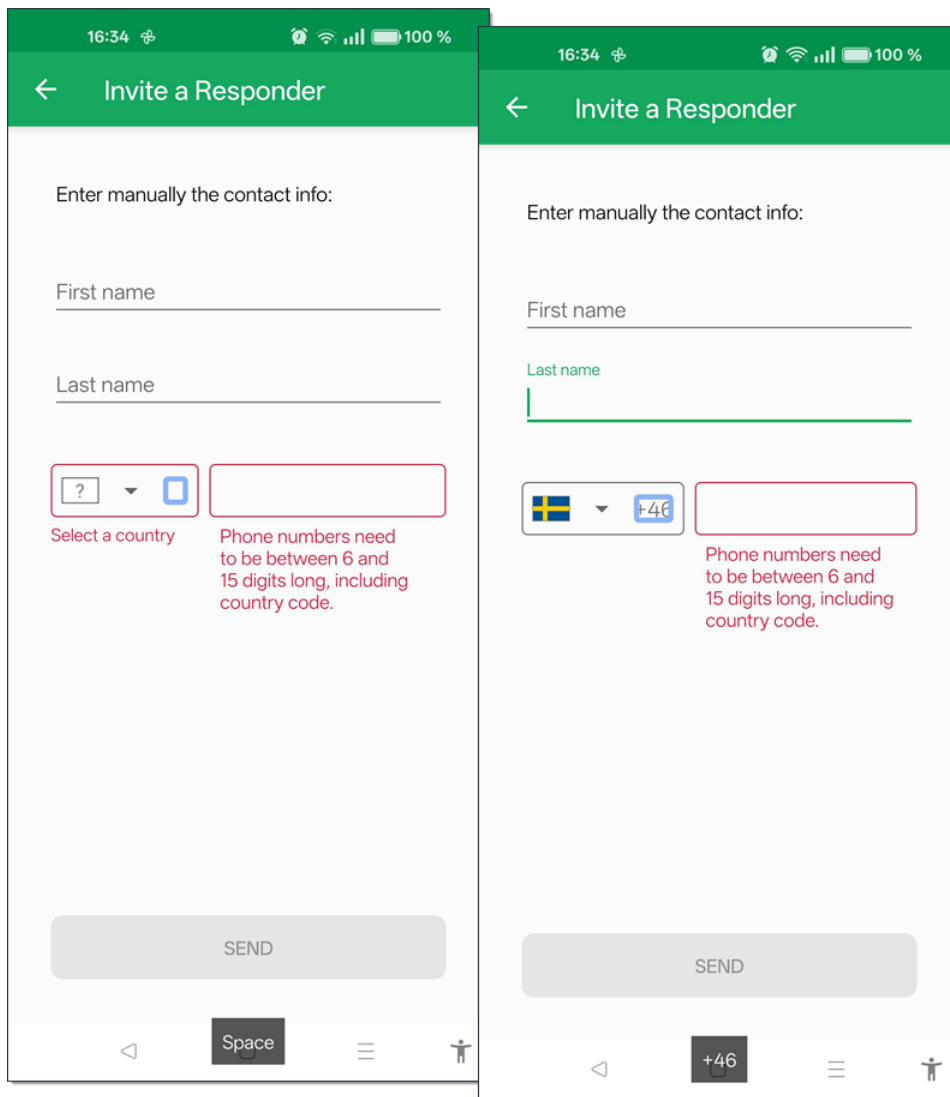 16:34
100 %
Invite a Responder
Enter manually the contact info:
First name
Last name
?
Select a country
Phone numbers need
to be between 6 and
15 digits long, including
country code.
SEND
Space
16:34
100 %
Invite a Responder
Enter manually the contact info:
First name
Last name
+46
Phone numbers need
to be between 6 and
15 digits long, including
country code.
SEND
+46